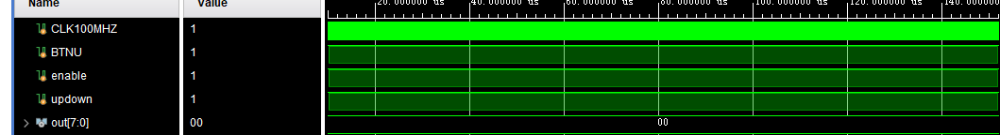 Name Value 20.000000 us 40.000000 us 60.000000 us 80.000000 us 100.000000 us 120.000000 us 140.000000
CLK100MHZ 1
BTNU 1
enable 1
updown 1
out[7:0] 00 00